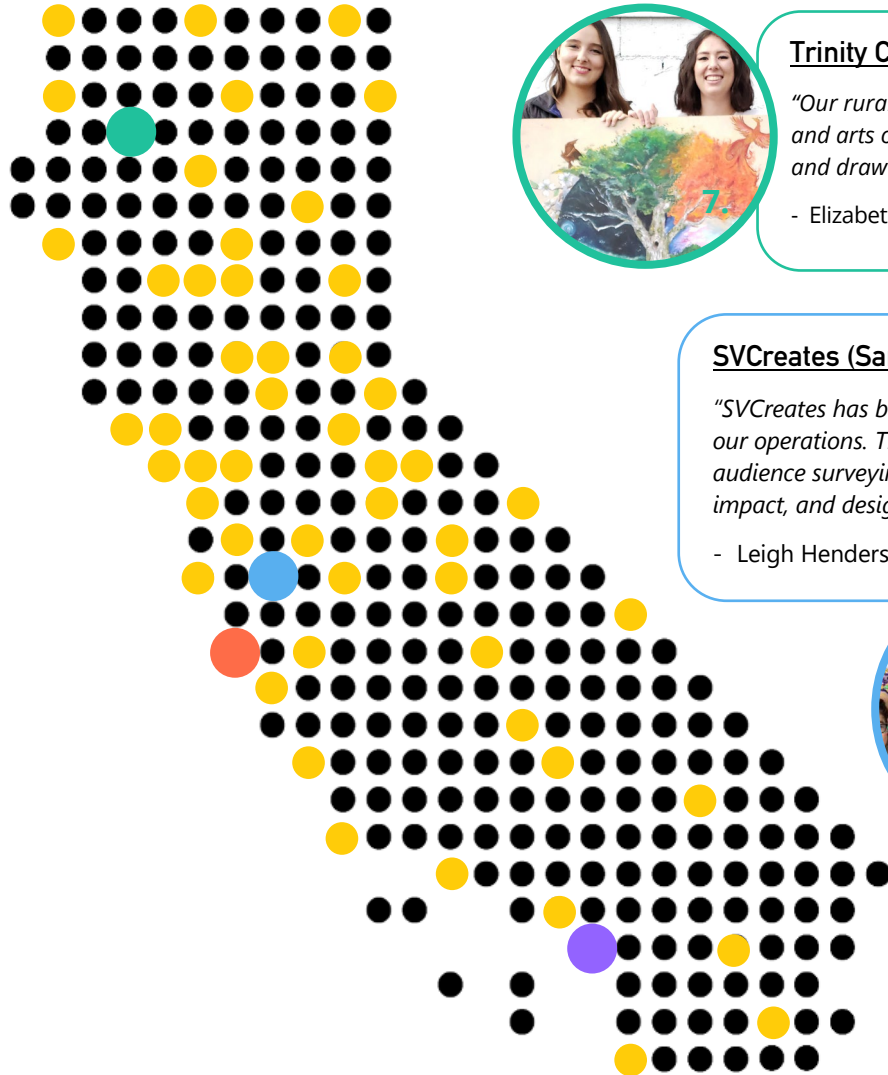 Trinity C
"Our rura
and arts o
and draw
7.
- Elizabet
SVCreates (Sa
"SVCreates has b
our operations. T
audience surveyin
impact, and desig
- Leigh Henders